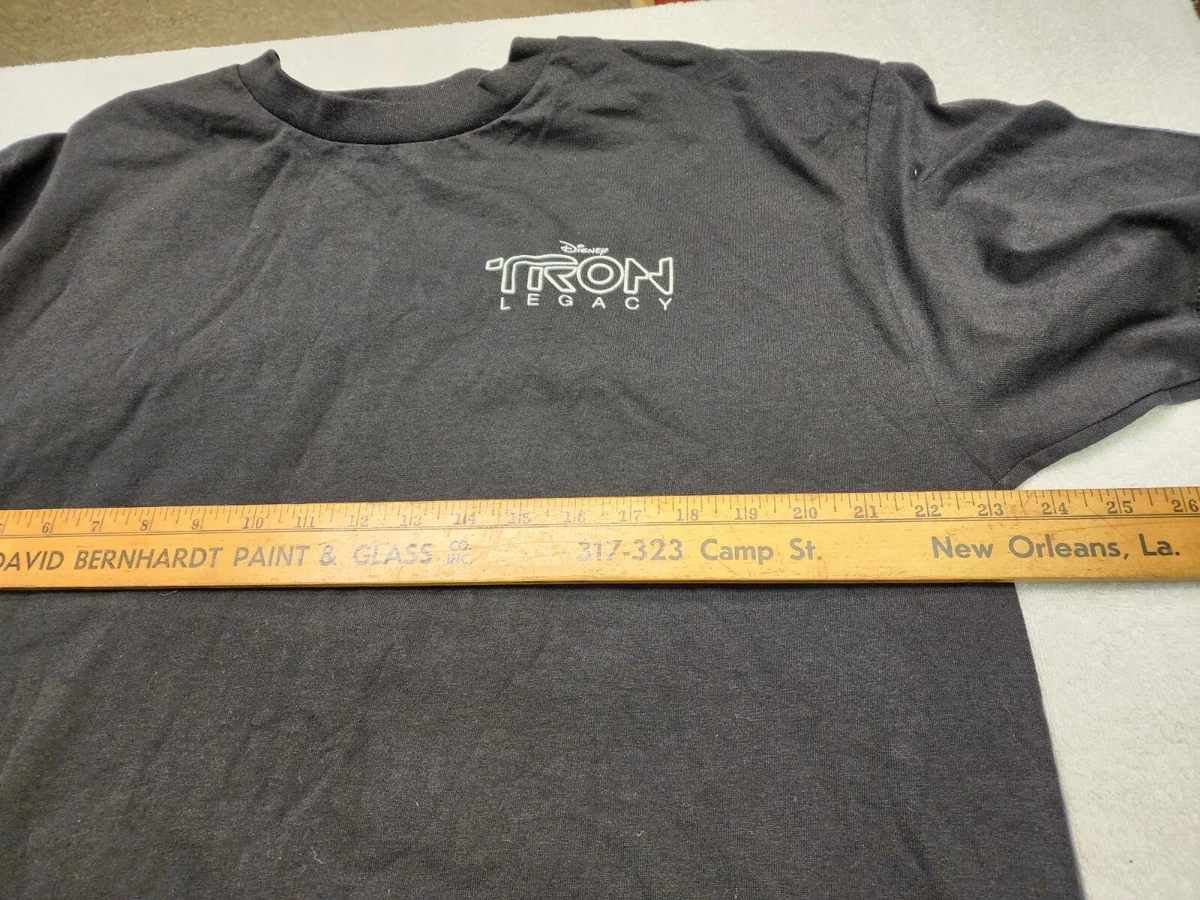 Disney
TRON
LEGACY
6 7 8 9 10 11 12 13 14 15 16 17 18 19 20 21 22 23 24 25 26
DAVID BERNHARDT PAINT & GLASS CO. INC. 317-323 Camp St. New Orleans, La.